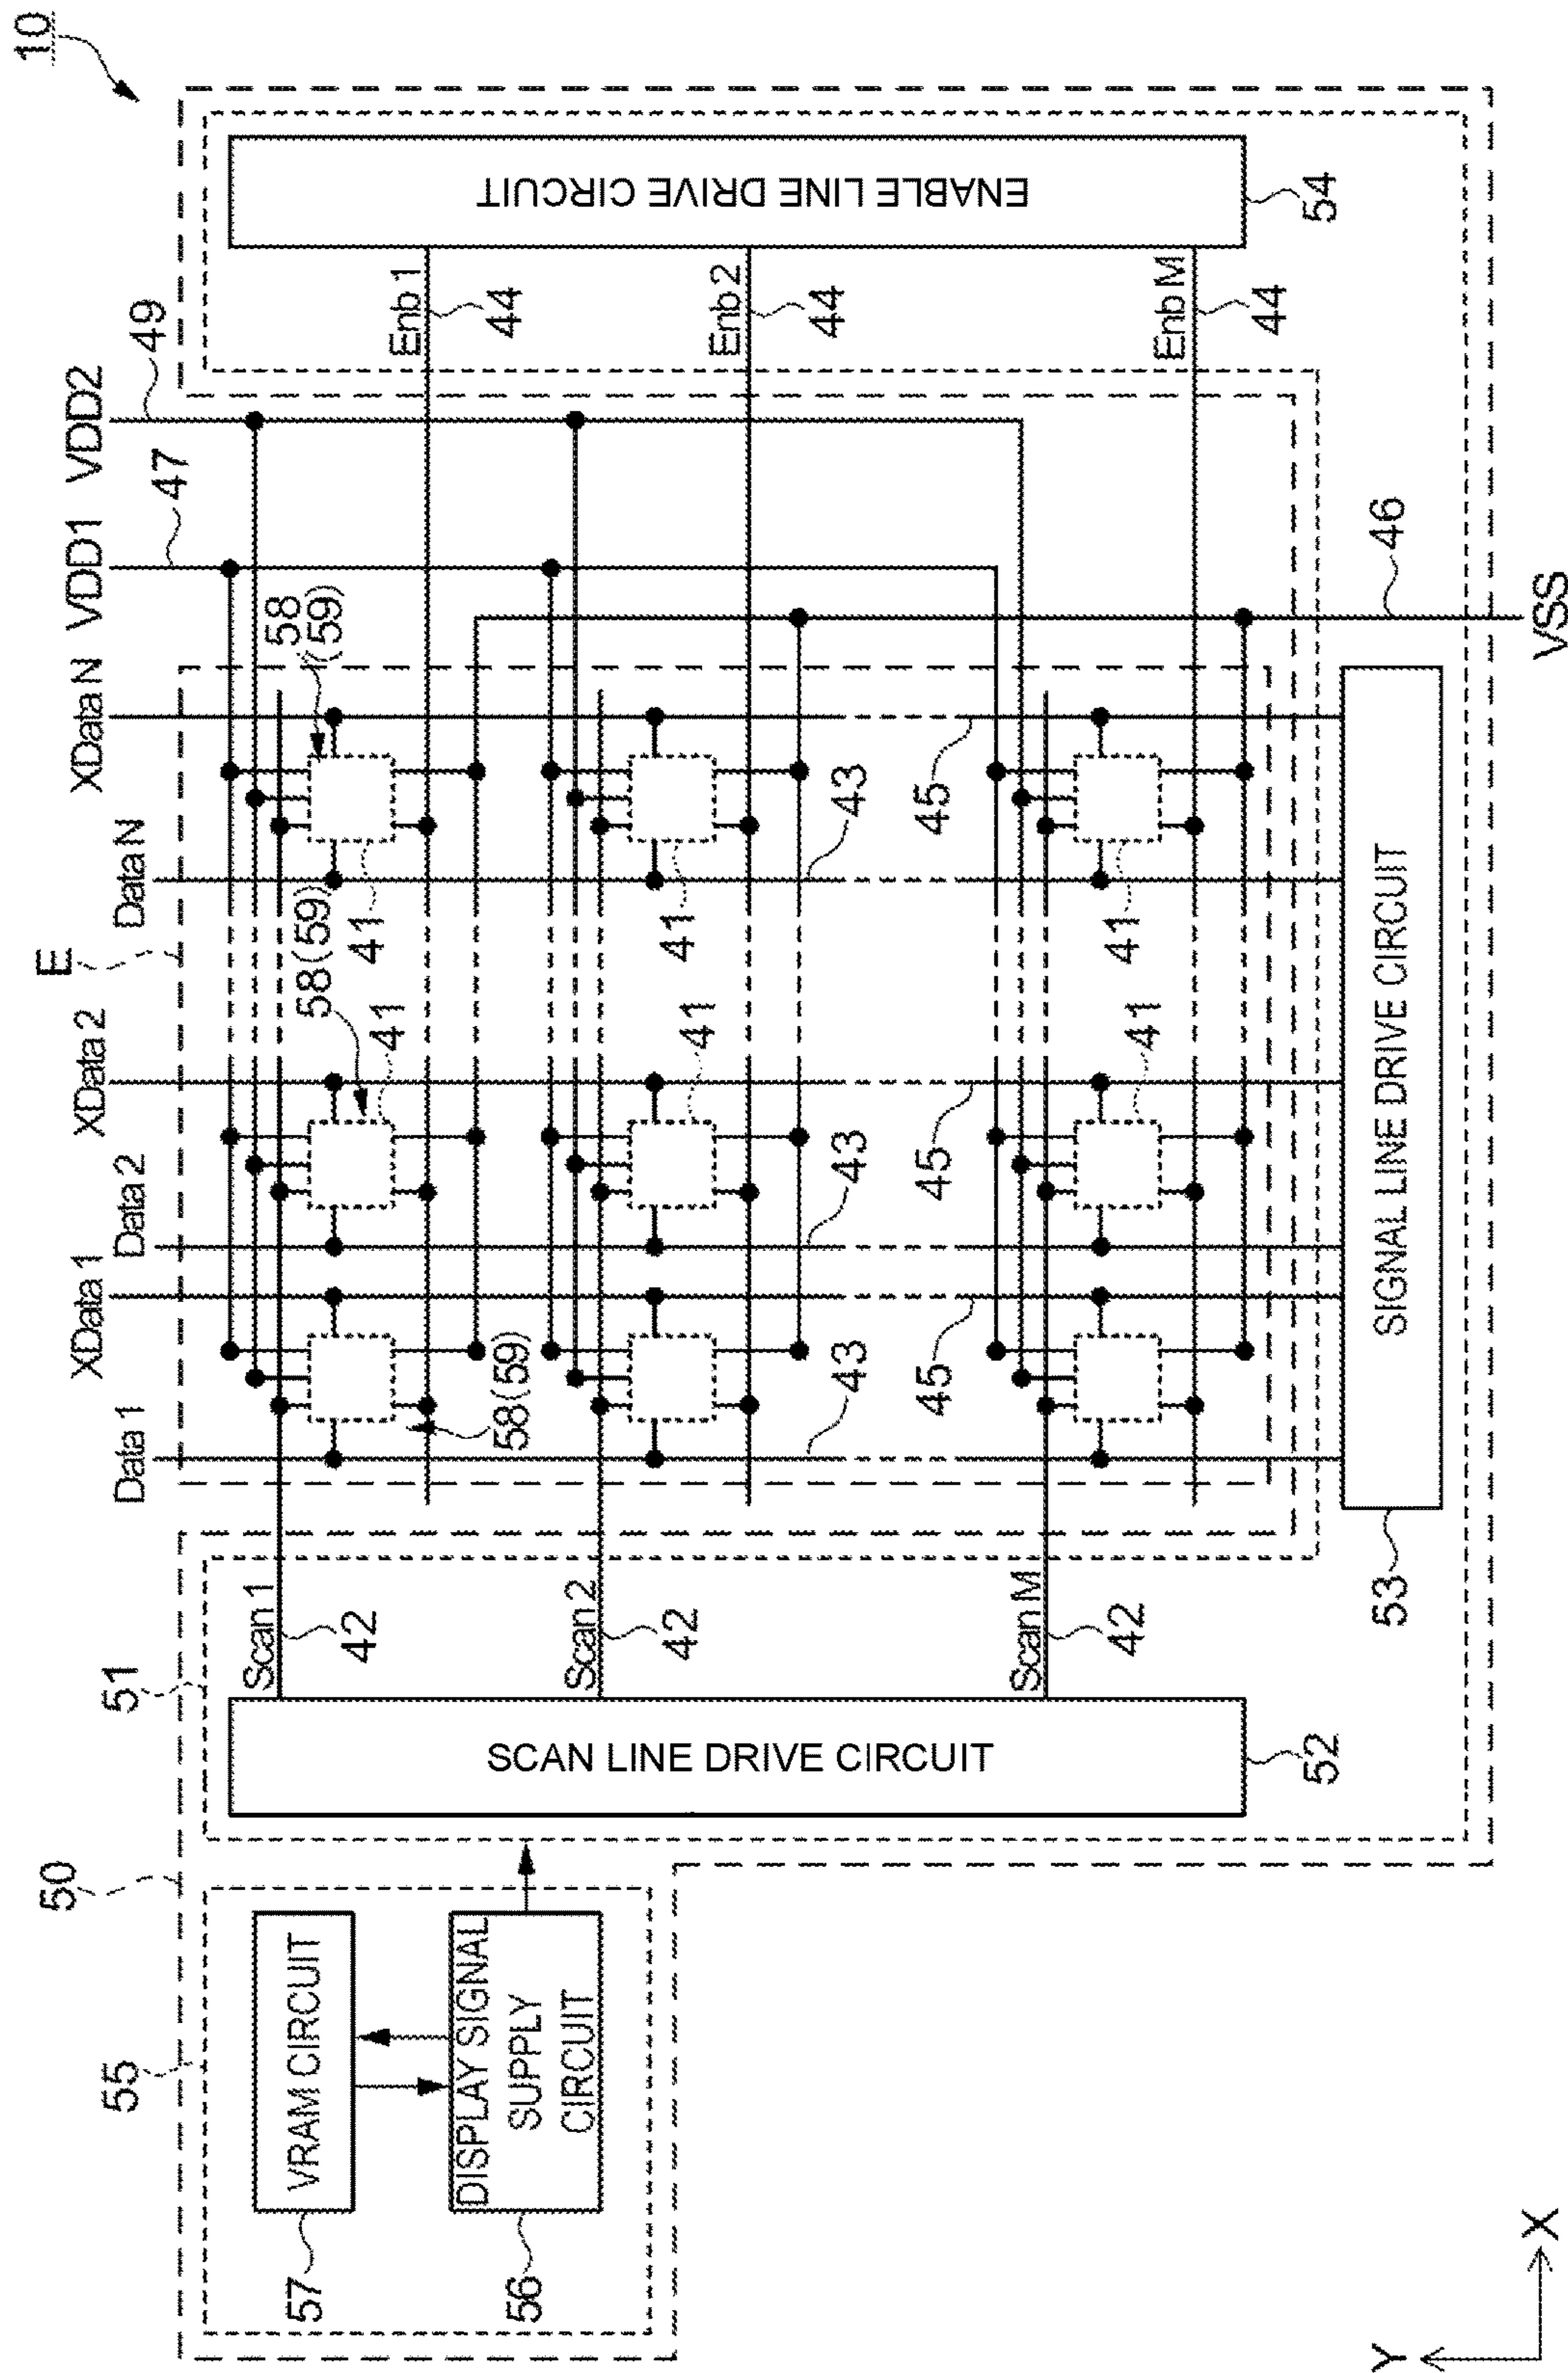 10
50
51
55
57
VRAM CIRCUIT
56
DISPLAY SIGNAL
SUPPLY
CIRCUIT
SCAN LINE DRIVE CIRCUIT
52
Scan 1
42
Scan 2
42
Scan M
42
Data 1
XData 1
Data 2
XData 2
E
Data N
XData N
VDD1
47
VDD2
49
58 (59)
58 (59)
58
(59)
41
41
41
41
41
41
43
43
43
45
45
45
Enb 1
44
Enb 2
44
Enb M
44
ENABLE LINE DRIVE CIRCUIT
54
46
VSS
SIGNAL LINE DRIVE CIRCUIT
53
Y
X